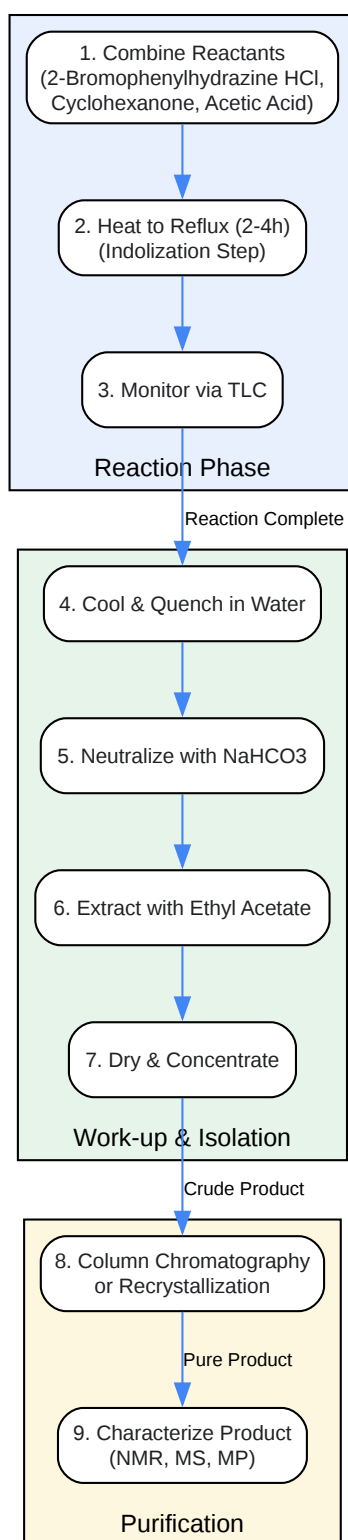 1. Combine Reactants
(2-Bromophenylhydrazine HCl,
Cyclohexanone, Acetic Acid)
2. Heat to Reflux (2-4h)
(Indolization Step)
3. Monitor via TLC
Reaction Phase
Reaction Complete
4. Cool & Quench in Water
5. Neutralize with NaHCO3
6. Extract with Ethyl Acetate
7. Dry & Concentrate
Work-up & Isolation
Crude Product
8. Column Chromatography
or Recrystallization
Pure Product
9. Characterize Product
(NMR, MS, MP)
Purification